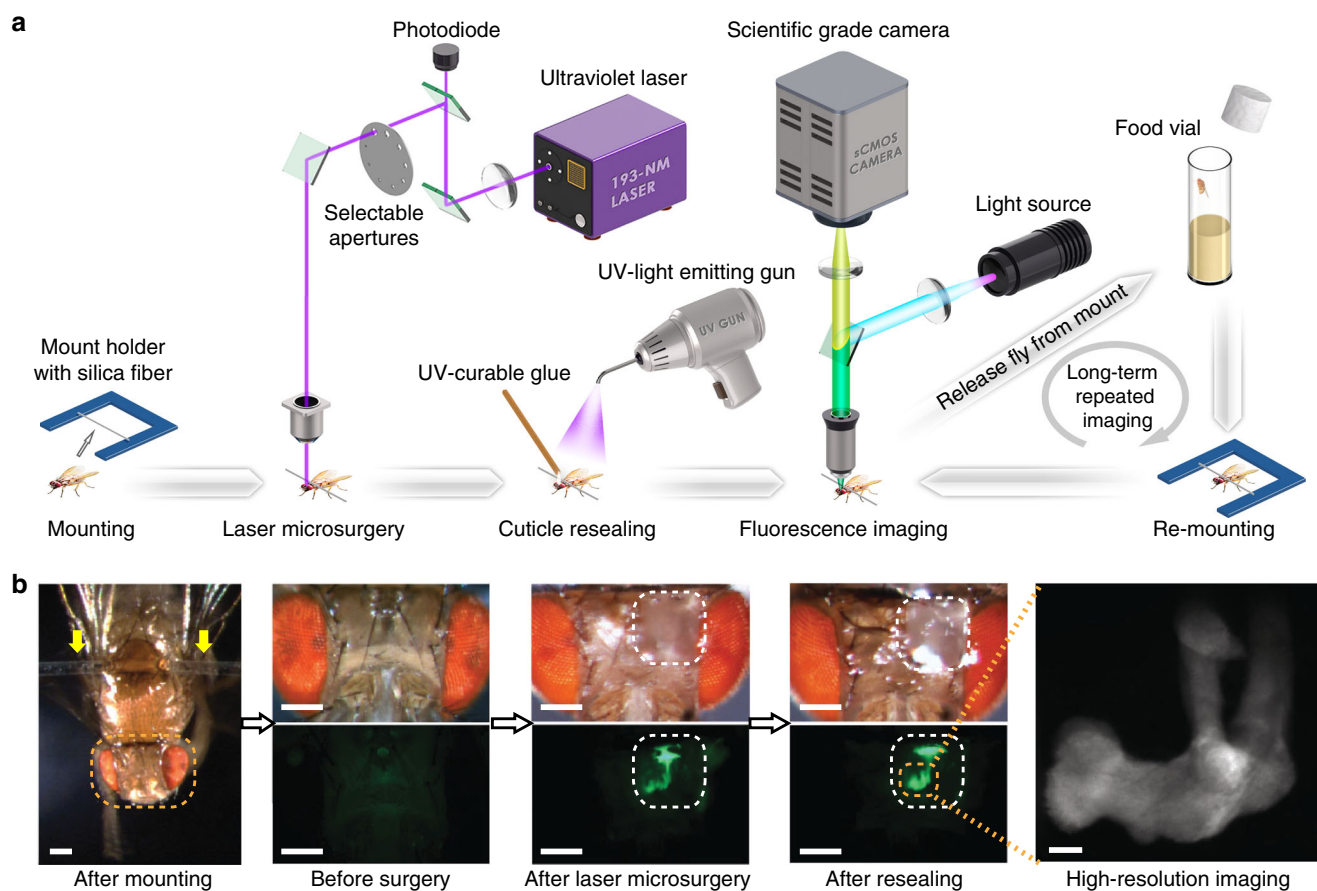 a
Photodiode
Ultraviolet laser
193-NM
LASER
Selectable
apertures
Scientific grade camera
sCMOS
CAMERA
Food vial
Light source
UV-light emitting gun
UV GUN
Mount holder
with silica fiber
UV-curable glue
Release fly from mount
Long-term
repeated
imaging
Mounting
Laser microsurgery
Cuticle resealing
Fluorescence imaging
Re-mounting
b
After mounting
Before surgery
After laser microsurgery
After resealing
High-resolution imaging